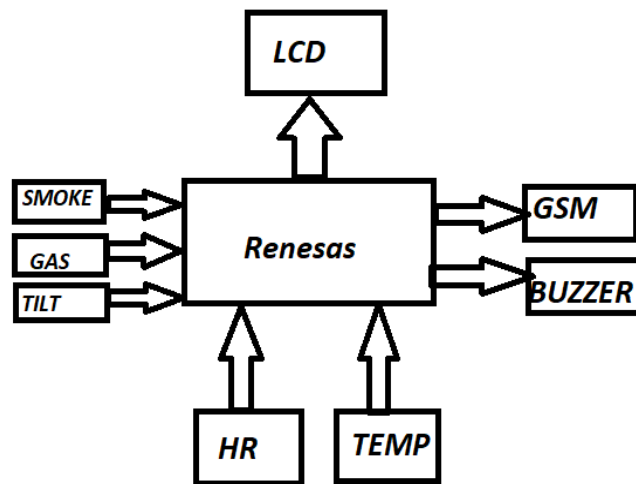 LCD
SMOKE
GAS
TILT
Renesas
GSM
BUZZER
HR
TEMP